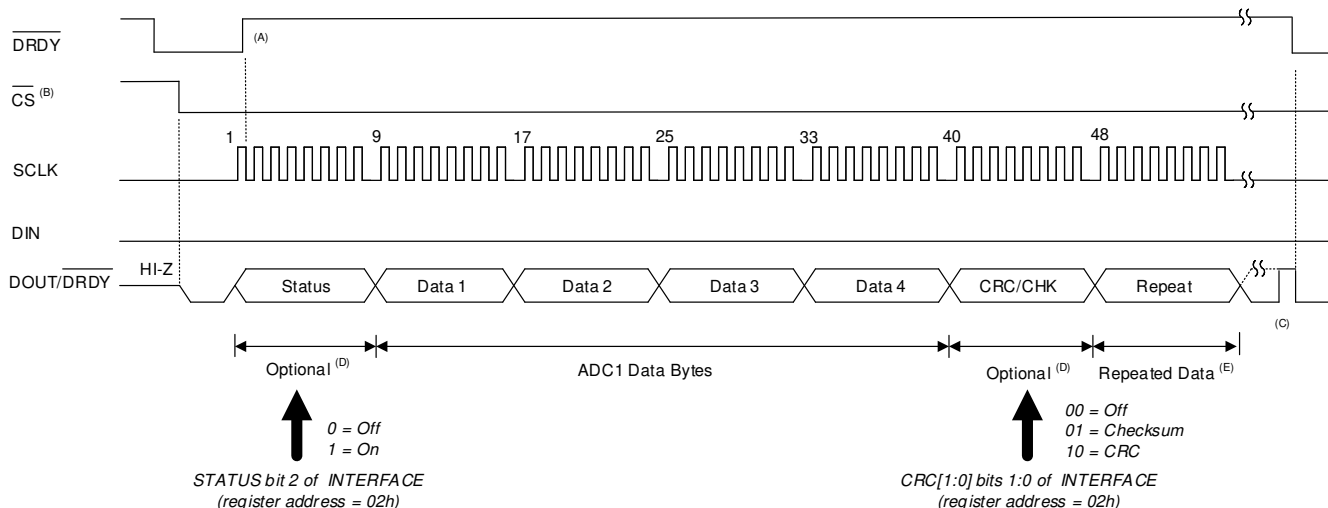 DRDY
(A)
CS (B)
1 9 17 25 33 40 48
SCLK
DIN
DOUT/DRDY HI-Z Status Data 1 Data 2 Data 3 Data 4 CRC/CHK Repeat
(C)
Optional (D) ADC1 Data Bytes Optional (D) Repeated Data (E)
0 = Off
1 = On
STATUS bit 2 of INTERFACE
(register address = 02h)
00 = Off
01 = Checksum
10 = CRC
CRC[1:0] bits 1:0 of INTERFACE
(register address = 02h)